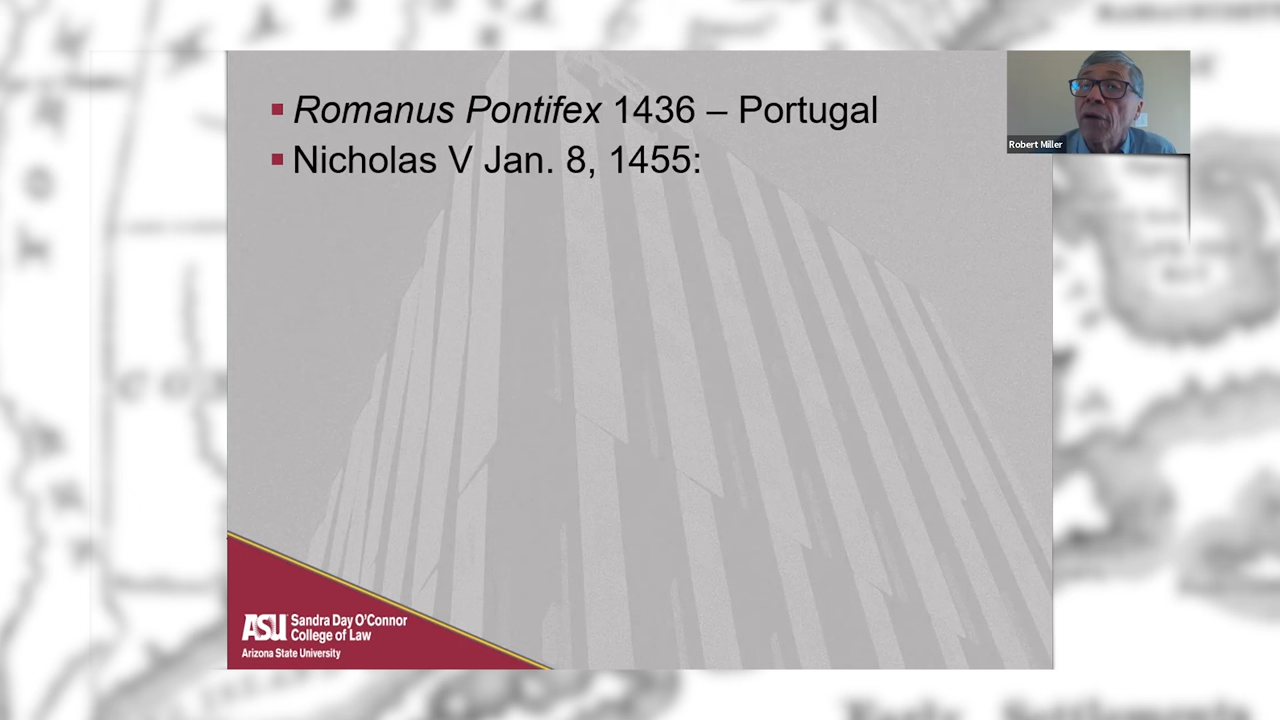 Romanus Pontifex 1436 – Portugal
Nicholas V Jan. 8, 1455:
Robert Miller
ASU Sandra Day O'Connor
College of Law
Arizona State University